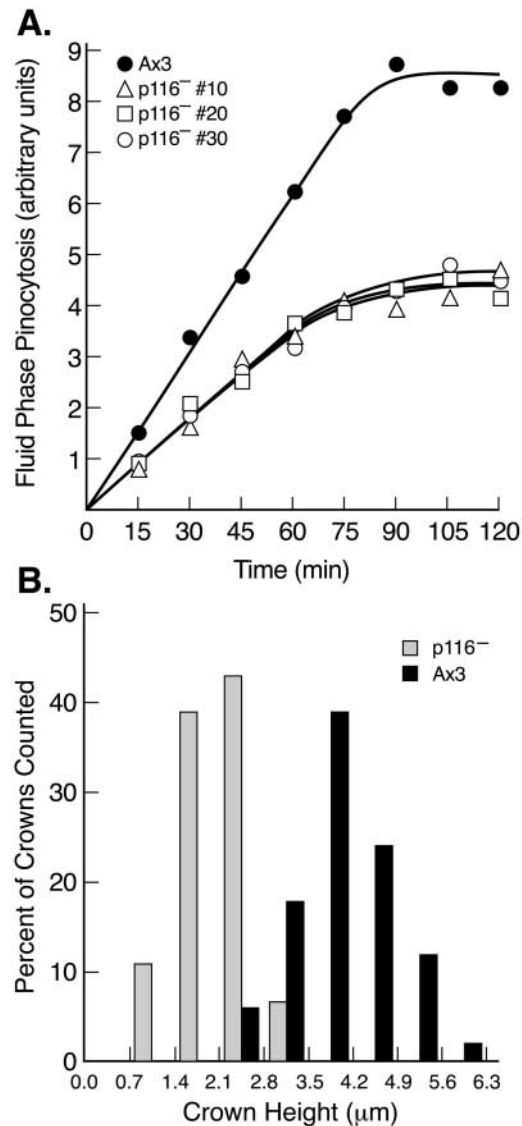 A.
Fluid Phase Pinocytosis (arbitrary units)
9
8
7
6
5
4
3
2
1
Ax3
p116⁻ #10
p116⁻ #20
p116⁻ #30
0 15 30 45 60 75 90 105 120
Time (min)
B.
Percent of Crowns Counted
50
40
30
20
10
0
p116⁻
Ax3
0.0 0.7 1.4 2.1 2.8 3.5 4.2 4.9 5.6 6.3
Crown Height (μm)